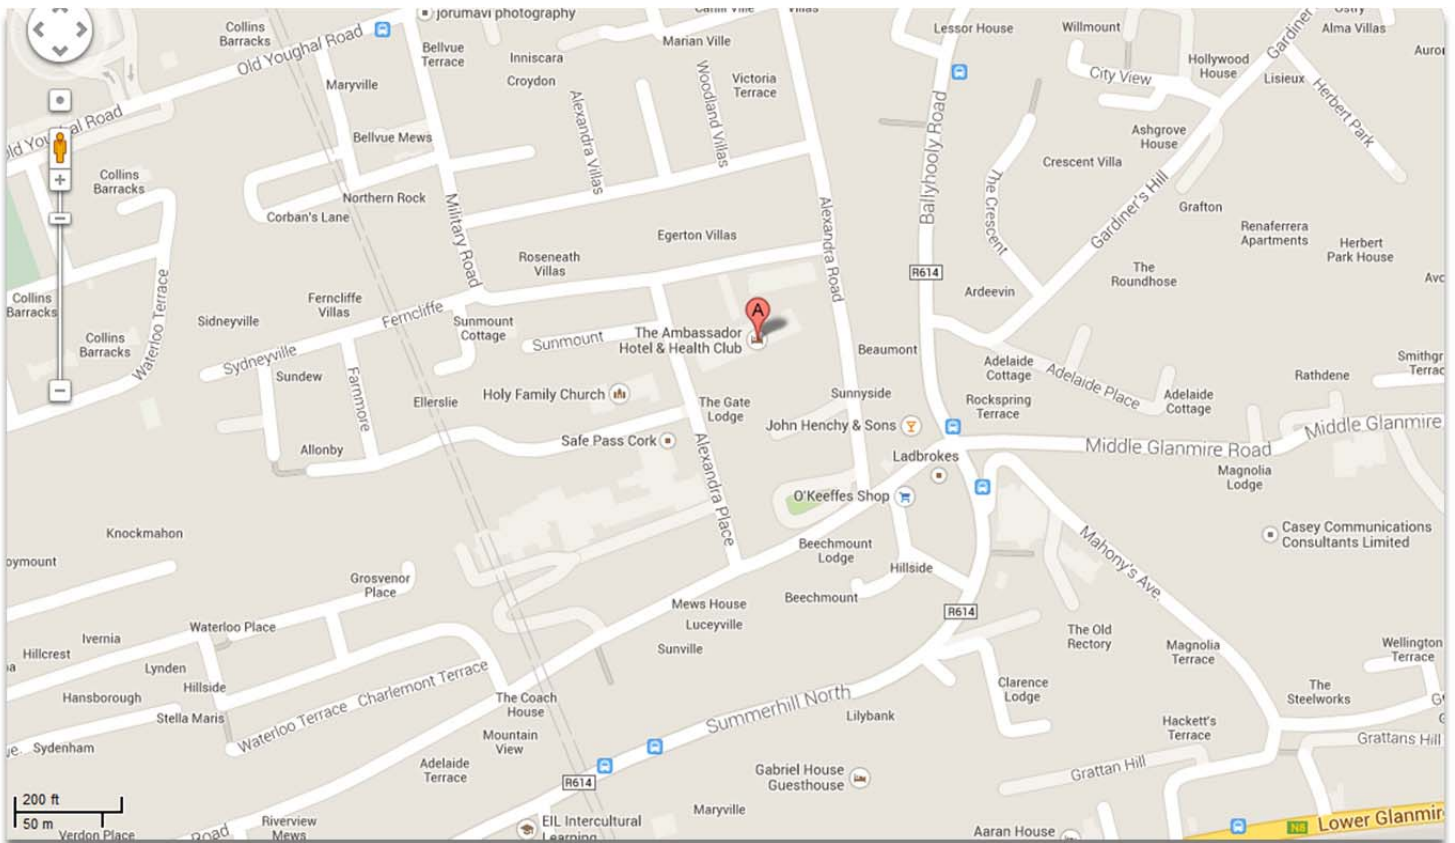 jorumavi photography
Villas
Collins
Barracks
Old Youghal Road
Bellvue
Terrace
Inniscara
Croydon
Marian Ville
Victoria
Terrace
Woodland Villas
Alexandra Villas
Lessor House
Willmount
City View
Hollywood
House
Gardiner
Alma Villas
Lisieux
Herbert Park
Maryville
Bellvue Mews
Old Youghal Road
Collins
Barracks
Northern Rock
Corban's Lane
Military Road
Ballyhooly Road
Ashgrove
House
Crescent Villa
The Crescent
Gardiner's Hill
Grafton
Renaferrera
Apartments
Herbert
Park House
Egerton Villas
Alexandra Road
Roseneath
Villas
R614
The
Roundhose
Ardeevin
Collins
Barracks
Waterloo Terrace
Collins
Barracks
Sidneyville
Ferncliffe
Villas
Ferncliffe
Sunmount
Cottage
Sunmount
The Ambassador
Hotel & Health Club
A
Beaumont
Adelaide
Cottage
Adelaide Place
Adelaide
Cottage
Rathdene
Sydneyville
Sundew
Farnmore
Ellerslie
Holy Family Church
The Gate
Lodge
Sunnyside
Rockspring
Terrace
John Henchy & Sons
Safe Pass Cork
Allonby
Alexandra Place
Ladbrokes
Middle Glanmire Road
Middle Glanmire
Magnolia
Lodge
O'Keeffes Shop
Casey Communications
Consultants Limited
Knockmahon
Beechmount
Lodge
Hillside
Mahony's Ave.
Grosvenor
Place
Beechmount
R614
Mews House
Luceyville
Sunville
Waterloo Place
Ivernia
Hillcrest
Lynden
Hillside
Hansborough
Stella Maris
Sydenham
Waterloo Terrace
Charlemont Terrace
The Coach
House
Mountain
View
Adelaide
Terrace
Summerhill North
Lilybank
Clarence
Lodge
The Old
Rectory
Magnolia
Terrace
Wellington
Terrace
The
Steelworks
Hackett's
Terrace
Grattans Hill
Grattan Hill
R614
Gabriel House
Guesthouse
Maryville
EIL Intercultural
Learning
Aaran House
N8
Lower Glanmir
200 ft
50 m
Verdon Place
Road
Riverview
Mews